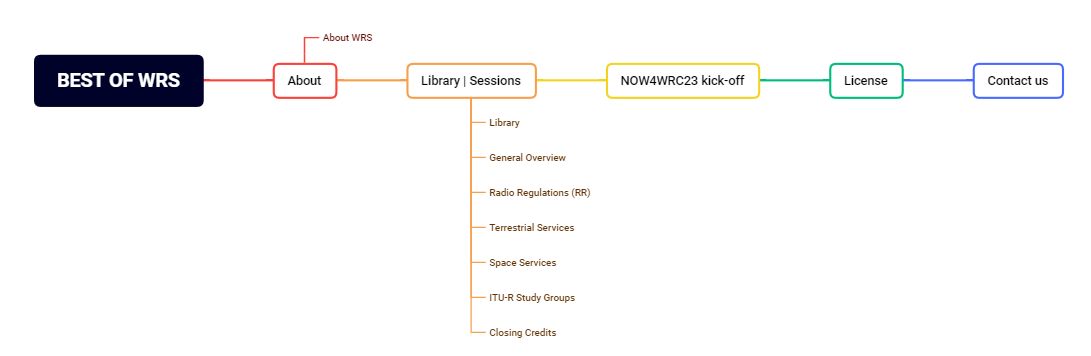 About WRS
BEST OF WRS
About
Library | Sessions
NOW4WRC23 kick-off
License
Contact us
Library
General Overview
Radio Regulations (RR)
Terrestrial Services
Space Services
ITU-R Study Groups
Closing Credits